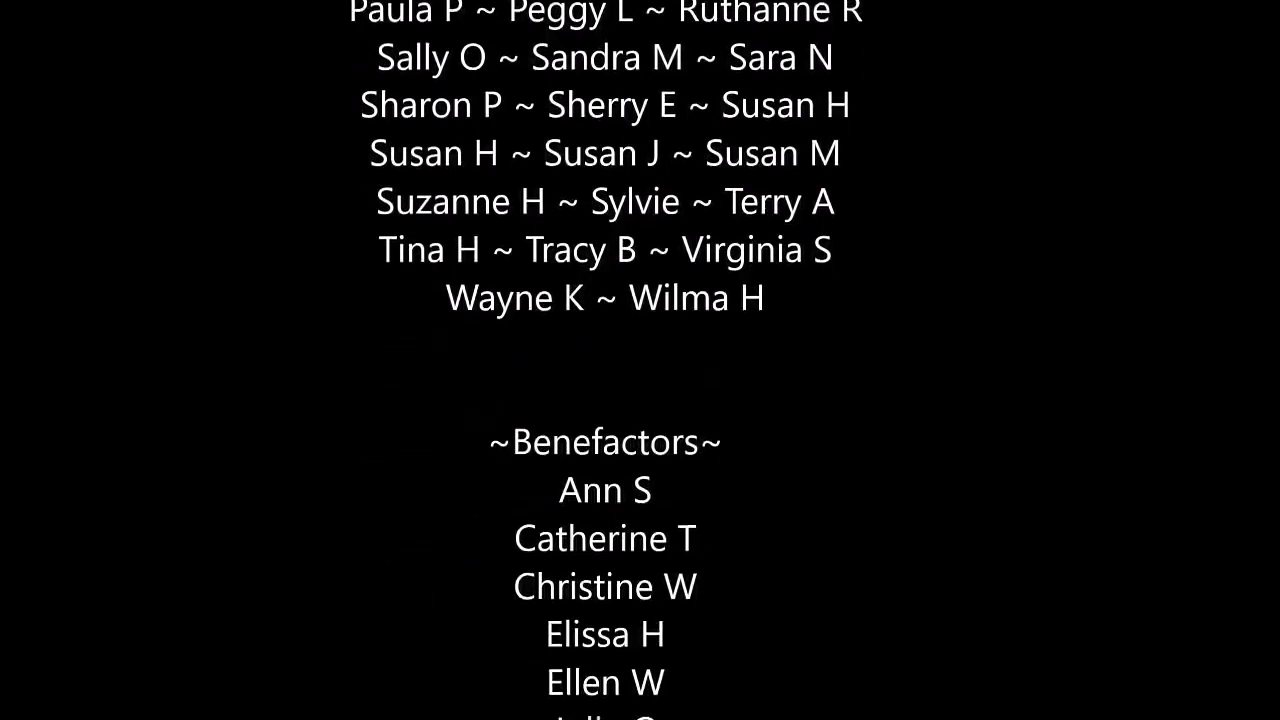 Paula P ~ Peggy L ~ Ruthanne R
Sally O ~ Sandra M ~ Sara N
Sharon P ~ Sherry E ~ Susan H
Susan H ~ Susan J ~ Susan M
Suzanne H ~ Sylvie ~ Terry A
Tina H ~ Tracy B ~ Virginia S
Wayne K ~ Wilma H
~Benefactors~
Ann S
Catherine T
Christine W
Elissa H
Ellen W